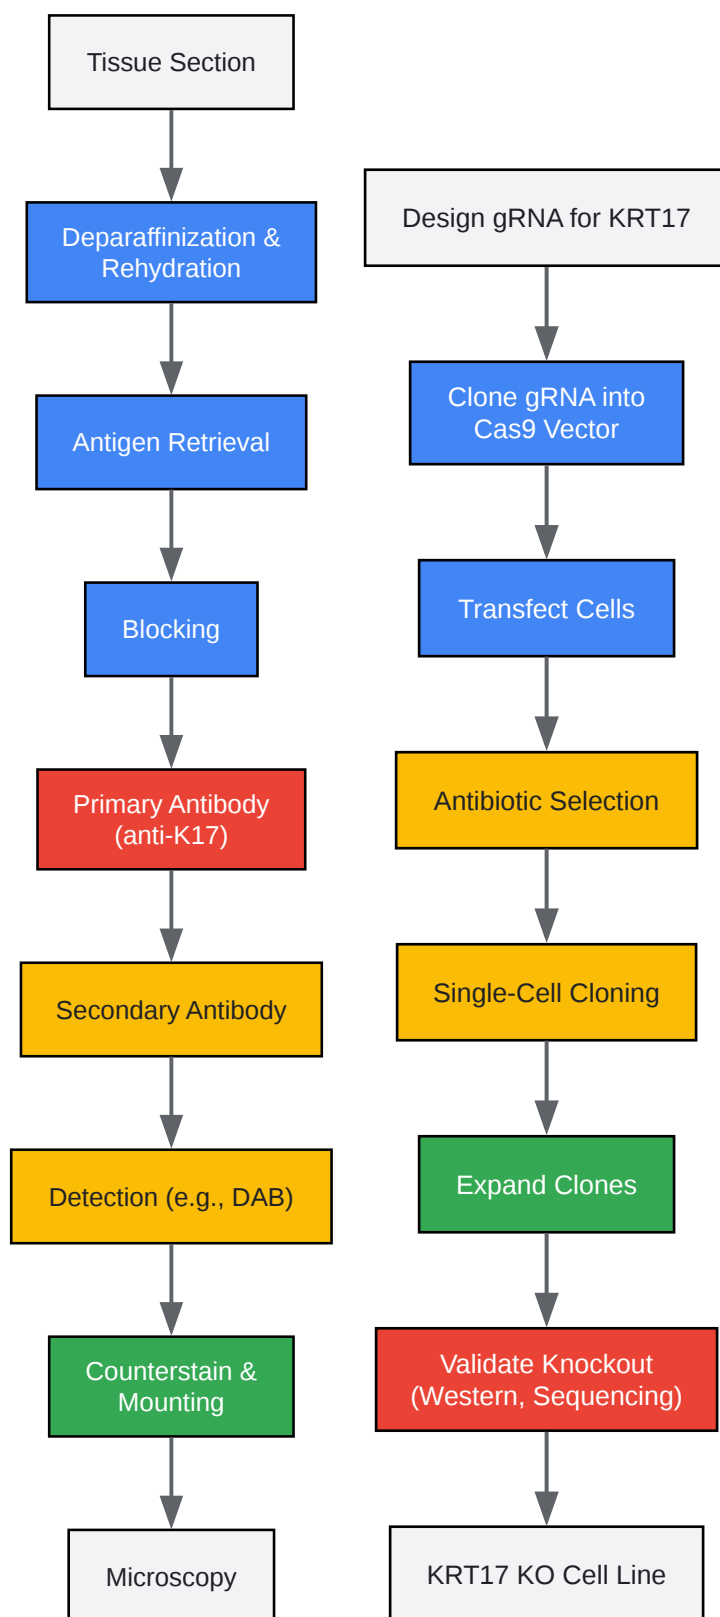 Tissue Section
Deparaffinization &
Rehydration
Antigen Retrieval
Blocking
Primary Antibody
(anti-K17)
Secondary Antibody
Detection (e.g., DAB)
Counterstain &
Mounting
Microscopy
Design gRNA for KRT17
Clone gRNA into
Cas9 Vector
Transfect Cells
Antibiotic Selection
Single-Cell Cloning
Expand Clones
Validate Knockout
(Western, Sequencing)
KRT17 KO Cell Line